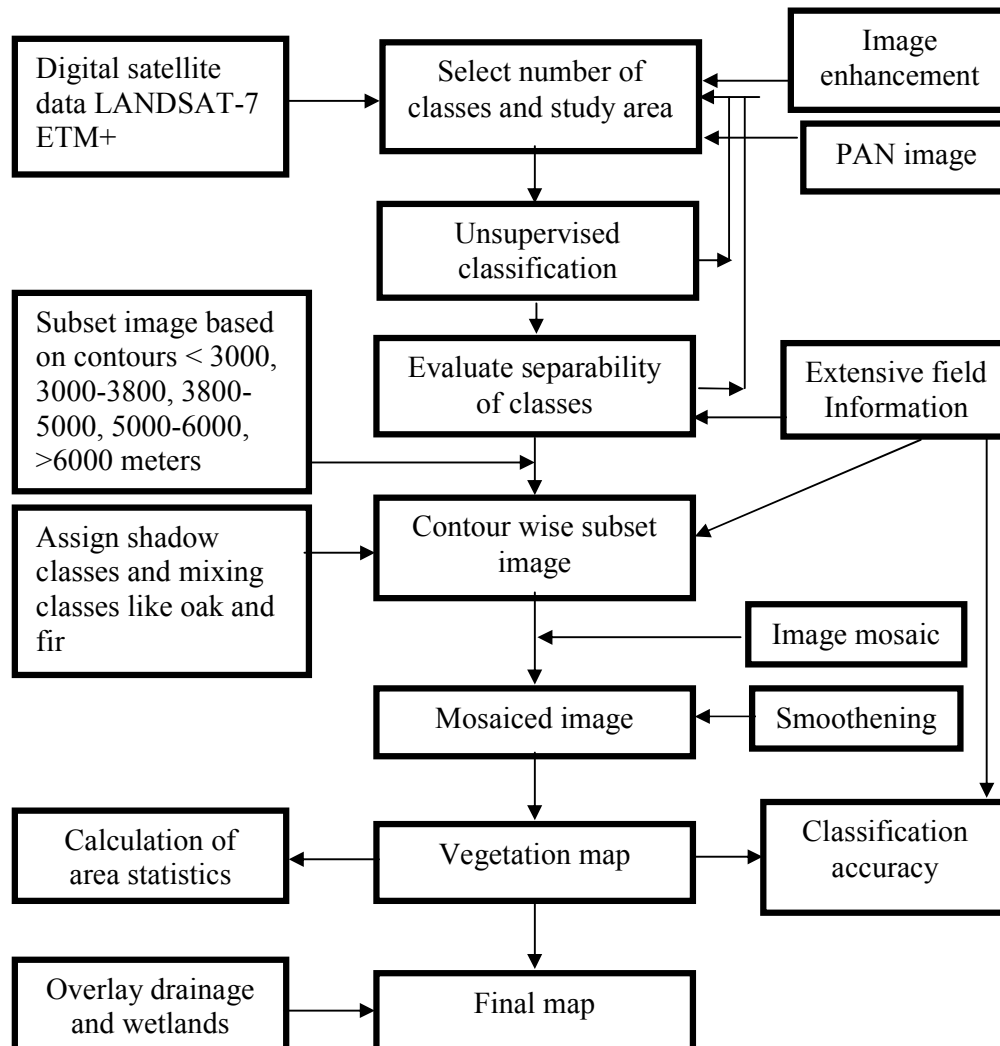 Digital satellite
data LANDSAT-7
ETM+
Select number of
classes and study area
Image
enhancement
PAN image
Unsupervised
classification
Subset image based
on contours < 3000,
3000-3800, 3800-
5000, 5000-6000,
>6000 meters
Evaluate separability
of classes
Extensive field
Information
Assign shadow
classes and mixing
classes like oak and
fir
Contour wise subset
image
Image mosaic
Mosaiced image
Smoothening
Calculation of
area statistics
Vegetation map
Classification
accuracy
Overlay drainage
and wetlands
Final map